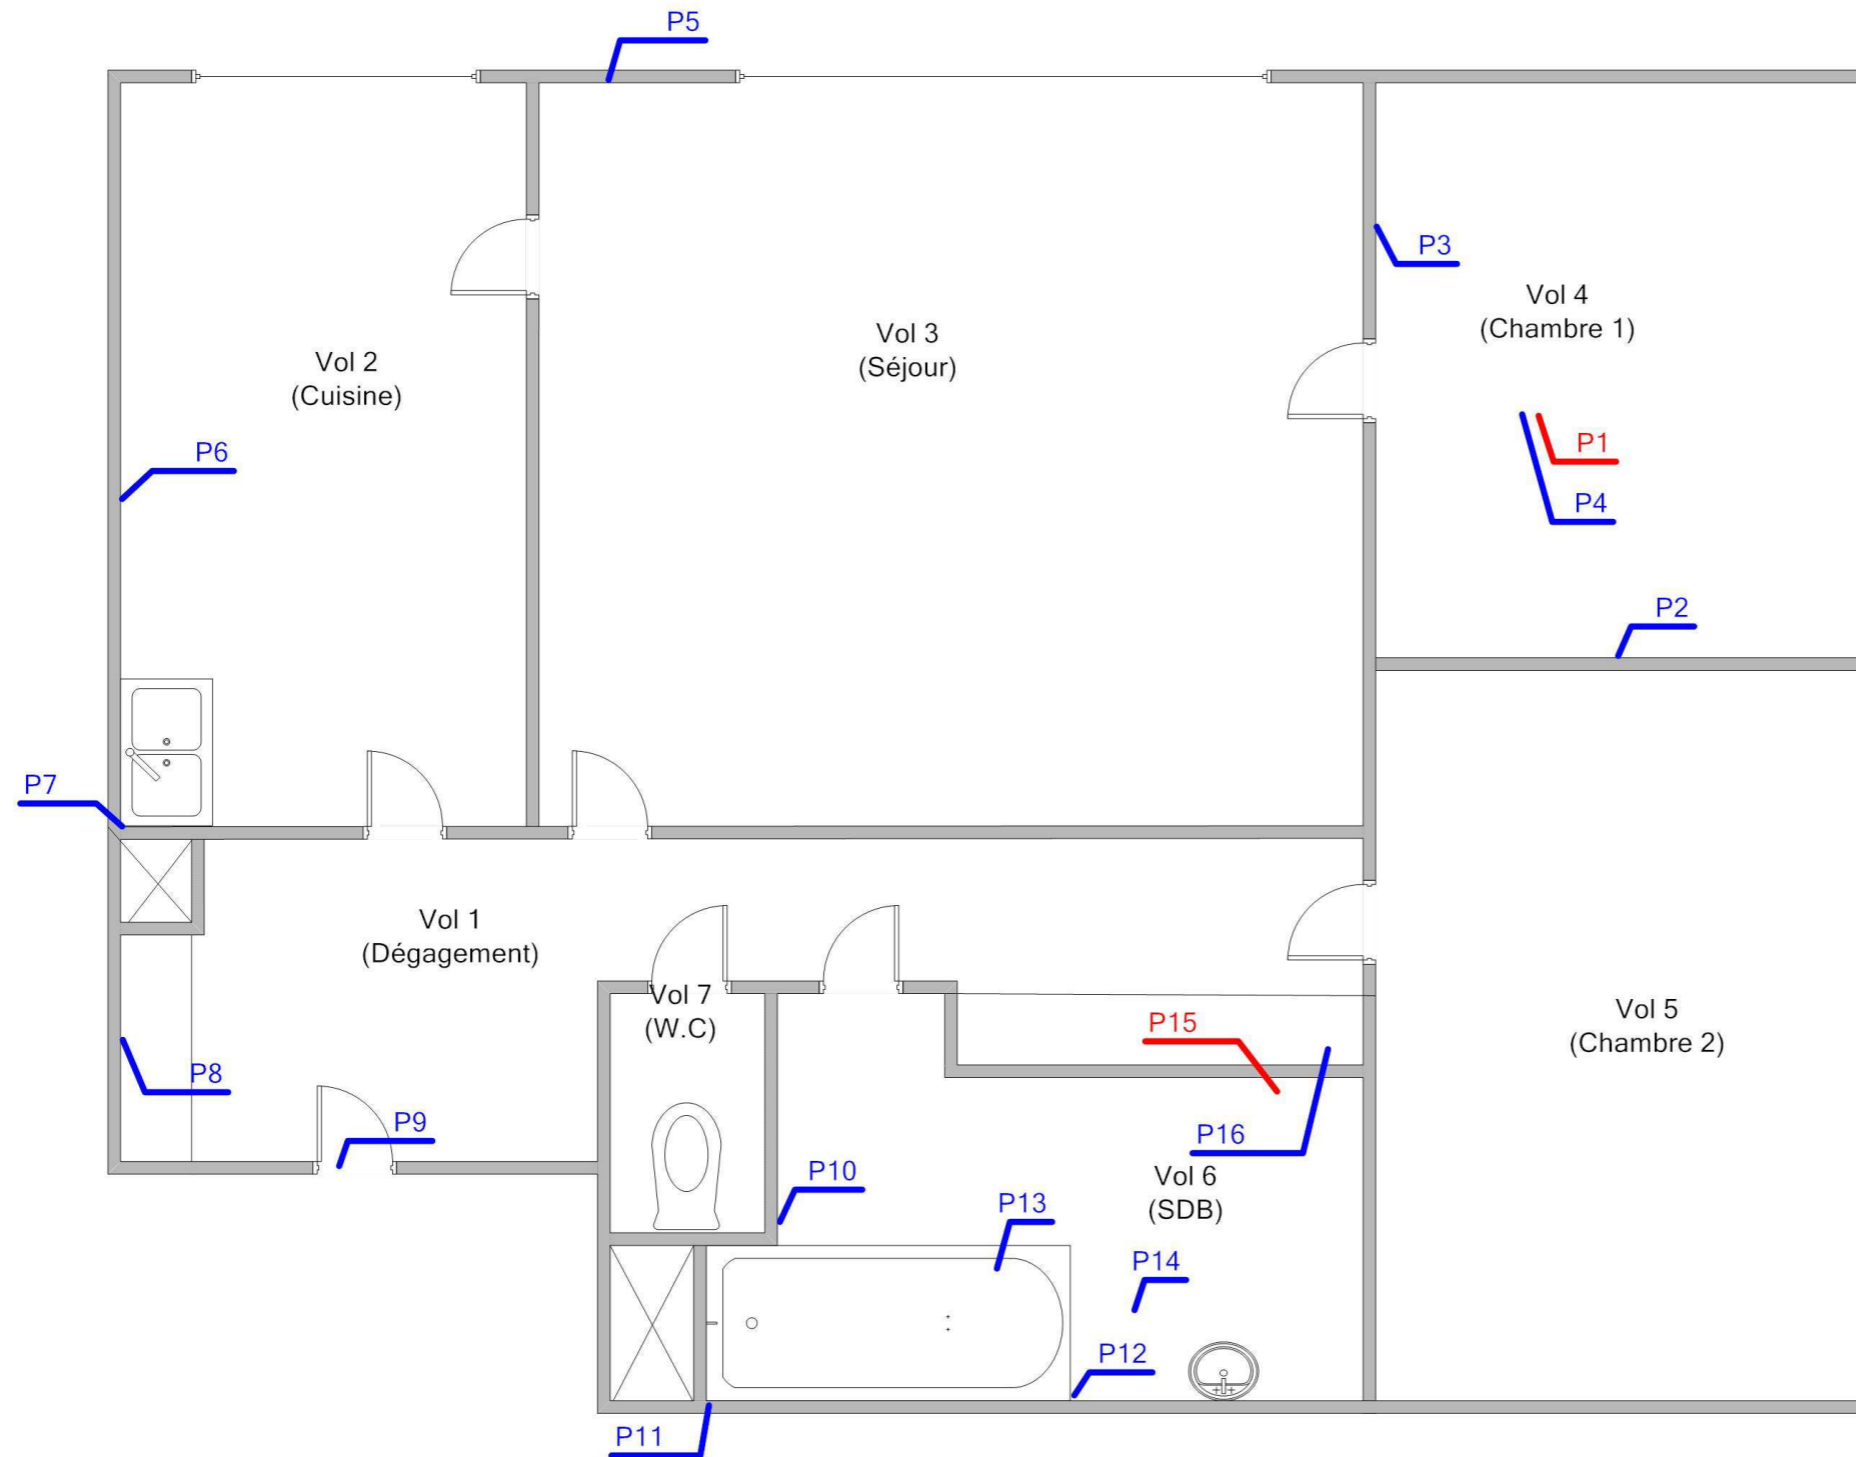 P5
P3
Vol 4
(Chambre 1)
Vol 3
(Séjour)
Vol 2
(Cuisine)
P6
P1
P4
P2
P7
Vol 1
(Dégagement)
Vol 7
(W.C)
P15
Vol 5
(Chambre 2)
P8
P9
P16
P10
Vol 6
(SDB)
P13
P14
P12
P11